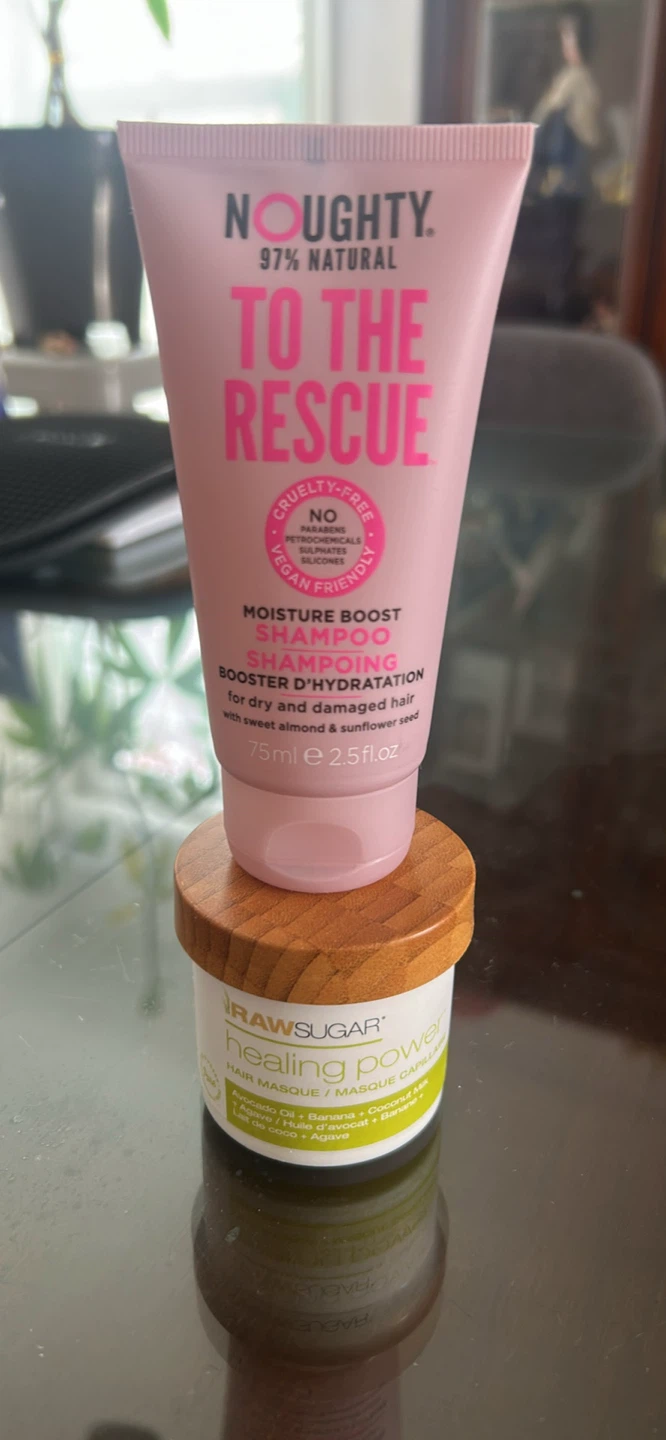 NOUGHTY®
97% NATURAL
TO THE
RESCUE
CRUELTY-FREE
NO
PARABENS
PETROCHEMICALS
SULPHATES
SILICONES
VEGAN FRIENDLY
MOISTURE BOOST
SHAMPOO
SHAMPOING
BOOSTER D'HYDRATATION
for dry and damaged hair
with sweet almond & sunflower seed
75ml e 2.5fl.oz
RAWSUGAR
healing power
HAIR MASQUE / MASQUE CAPILLAIRE
Avocado Oil + Banana + Coconut Milk
+ Agave / Huile d'avocat + Banane +
Lait de coco + Agave